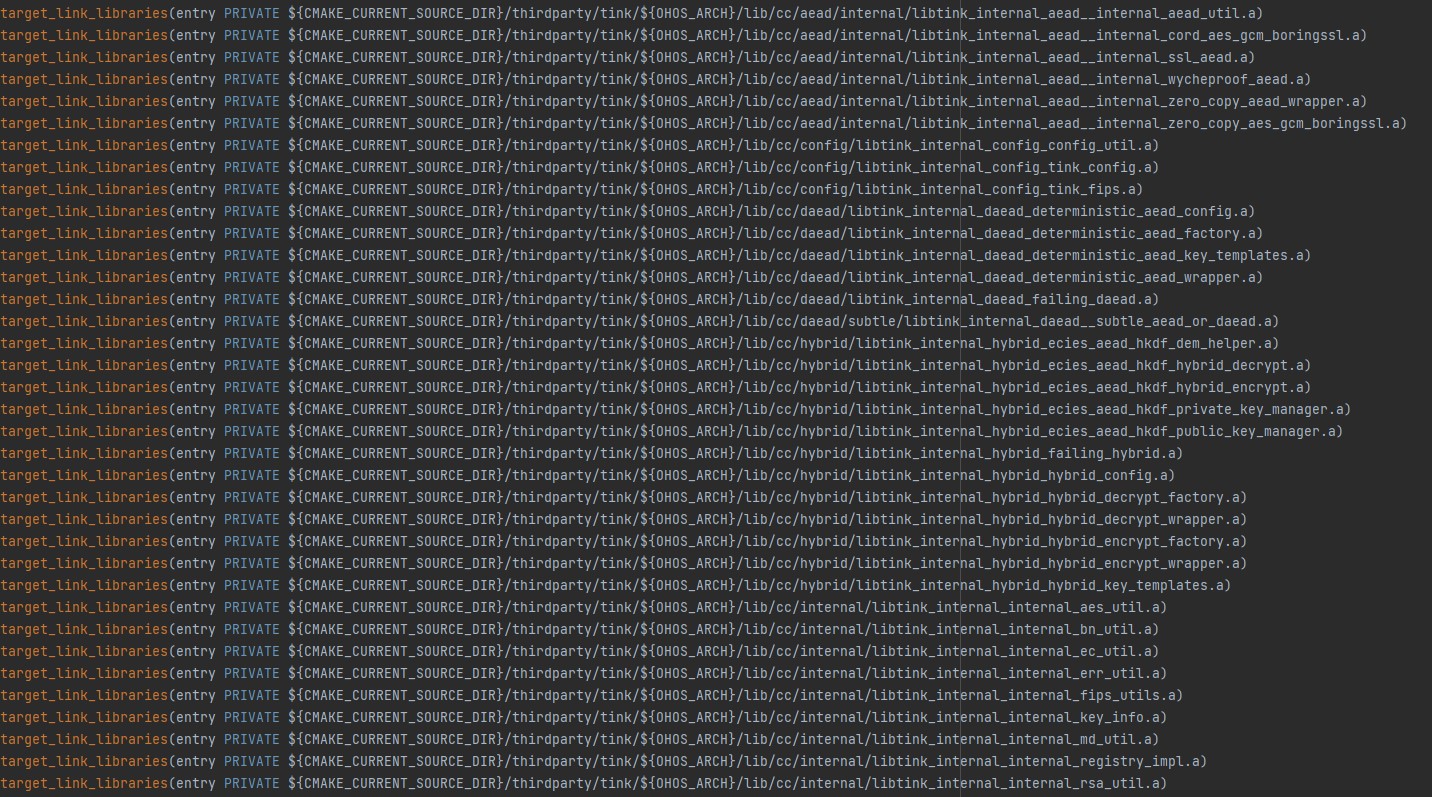 target_link_libraries(entry PRIVATE ${CMAKE_CURRENT_SOURCE_DIR}/thirdparty/tink/${OHOS_ARCH}/lib/cc/aead/internal/libtink_internal_aead__internal_aead_util.a)
target_link_libraries(entry PRIVATE ${CMAKE_CURRENT_SOURCE_DIR}/thirdparty/tink/${OHOS_ARCH}/lib/cc/aead/internal/libtink_internal_aead__internal_cord_aes_gcm_boringssl.a)
target_link_libraries(entry PRIVATE ${CMAKE_CURRENT_SOURCE_DIR}/thirdparty/tink/${OHOS_ARCH}/lib/cc/aead/internal/libtink_internal_aead__internal_ssl_aead.a)
target_link_libraries(entry PRIVATE ${CMAKE_CURRENT_SOURCE_DIR}/thirdparty/tink/${OHOS_ARCH}/lib/cc/aead/internal/libtink_internal_aead__internal_wycheproof_aead.a)
target_link_libraries(entry PRIVATE ${CMAKE_CURRENT_SOURCE_DIR}/thirdparty/tink/${OHOS_ARCH}/lib/cc/aead/internal/libtink_internal_aead__internal_zero_copy_aead_wrapper.a)
target_link_libraries(entry PRIVATE ${CMAKE_CURRENT_SOURCE_DIR}/thirdparty/tink/${OHOS_ARCH}/lib/cc/aead/internal/libtink_internal_aead__internal_zero_copy_aes_gcm_boringssl.a)
target_link_libraries(entry PRIVATE ${CMAKE_CURRENT_SOURCE_DIR}/thirdparty/tink/${OHOS_ARCH}/lib/cc/config/libtink_internal_config_config_util.a)
target_link_libraries(entry PRIVATE ${CMAKE_CURRENT_SOURCE_DIR}/thirdparty/tink/${OHOS_ARCH}/lib/cc/config/libtink_internal_config_tink_config.a)
target_link_libraries(entry PRIVATE ${CMAKE_CURRENT_SOURCE_DIR}/thirdparty/tink/${OHOS_ARCH}/lib/cc/config/libtink_internal_config_tink_fips.a)
target_link_libraries(entry PRIVATE ${CMAKE_CURRENT_SOURCE_DIR}/thirdparty/tink/${OHOS_ARCH}/lib/cc/daead/libtink_internal_daead_deterministic_aead_config.a)
target_link_libraries(entry PRIVATE ${CMAKE_CURRENT_SOURCE_DIR}/thirdparty/tink/${OHOS_ARCH}/lib/cc/daead/libtink_internal_daead_deterministic_aead_factory.a)
target_link_libraries(entry PRIVATE ${CMAKE_CURRENT_SOURCE_DIR}/thirdparty/tink/${OHOS_ARCH}/lib/cc/daead/libtink_internal_daead_deterministic_aead_key_templates.a)
target_link_libraries(entry PRIVATE ${CMAKE_CURRENT_SOURCE_DIR}/thirdparty/tink/${OHOS_ARCH}/lib/cc/daead/libtink_internal_daead_deterministic_aead_wrapper.a)
target_link_libraries(entry PRIVATE ${CMAKE_CURRENT_SOURCE_DIR}/thirdparty/tink/${OHOS_ARCH}/lib/cc/daead/libtink_internal_daead_failing_daead.a)
target_link_libraries(entry PRIVATE ${CMAKE_CURRENT_SOURCE_DIR}/thirdparty/tink/${OHOS_ARCH}/lib/cc/daead/subtle/libtink_internal_daead__subtle_aead_or_daead.a)
target_link_libraries(entry PRIVATE ${CMAKE_CURRENT_SOURCE_DIR}/thirdparty/tink/${OHOS_ARCH}/lib/cc/hybrid/libtink_internal_hybrid_ecies_aead_hkdf_dem_helper.a)
target_link_libraries(entry PRIVATE ${CMAKE_CURRENT_SOURCE_DIR}/thirdparty/tink/${OHOS_ARCH}/lib/cc/hybrid/libtink_internal_hybrid_ecies_aead_hkdf_hybrid_decrypt.a)
target_link_libraries(entry PRIVATE ${CMAKE_CURRENT_SOURCE_DIR}/thirdparty/tink/${OHOS_ARCH}/lib/cc/hybrid/libtink_internal_hybrid_ecies_aead_hkdf_hybrid_encrypt.a)
target_link_libraries(entry PRIVATE ${CMAKE_CURRENT_SOURCE_DIR}/thirdparty/tink/${OHOS_ARCH}/lib/cc/hybrid/libtink_internal_hybrid_ecies_aead_hkdf_private_key_manager.a)
target_link_libraries(entry PRIVATE ${CMAKE_CURRENT_SOURCE_DIR}/thirdparty/tink/${OHOS_ARCH}/lib/cc/hybrid/libtink_internal_hybrid_ecies_aead_hkdf_public_key_manager.a)
target_link_libraries(entry PRIVATE ${CMAKE_CURRENT_SOURCE_DIR}/thirdparty/tink/${OHOS_ARCH}/lib/cc/hybrid/libtink_internal_hybrid_failing_hybrid.a)
target_link_libraries(entry PRIVATE ${CMAKE_CURRENT_SOURCE_DIR}/thirdparty/tink/${OHOS_ARCH}/lib/cc/hybrid/libtink_internal_hybrid_hybrid_config.a)
target_link_libraries(entry PRIVATE ${CMAKE_CURRENT_SOURCE_DIR}/thirdparty/tink/${OHOS_ARCH}/lib/cc/hybrid/libtink_internal_hybrid_hybrid_decrypt_factory.a)
target_link_libraries(entry PRIVATE ${CMAKE_CURRENT_SOURCE_DIR}/thirdparty/tink/${OHOS_ARCH}/lib/cc/hybrid/libtink_internal_hybrid_hybrid_decrypt_wrapper.a)
target_link_libraries(entry PRIVATE ${CMAKE_CURRENT_SOURCE_DIR}/thirdparty/tink/${OHOS_ARCH}/lib/cc/hybrid/libtink_internal_hybrid_hybrid_encrypt_factory.a)
target_link_libraries(entry PRIVATE ${CMAKE_CURRENT_SOURCE_DIR}/thirdparty/tink/${OHOS_ARCH}/lib/cc/hybrid/libtink_internal_hybrid_hybrid_encrypt_wrapper.a)
target_link_libraries(entry PRIVATE ${CMAKE_CURRENT_SOURCE_DIR}/thirdparty/tink/${OHOS_ARCH}/lib/cc/hybrid/libtink_internal_hybrid_hybrid_key_templates.a)
target_link_libraries(entry PRIVATE ${CMAKE_CURRENT_SOURCE_DIR}/thirdparty/tink/${OHOS_ARCH}/lib/cc/internal/libtink_internal_internal_aes_util.a)
target_link_libraries(entry PRIVATE ${CMAKE_CURRENT_SOURCE_DIR}/thirdparty/tink/${OHOS_ARCH}/lib/cc/internal/libtink_internal_internal_bn_util.a)
target_link_libraries(entry PRIVATE ${CMAKE_CURRENT_SOURCE_DIR}/thirdparty/tink/${OHOS_ARCH}/lib/cc/internal/libtink_internal_internal_ec_util.a)
target_link_libraries(entry PRIVATE ${CMAKE_CURRENT_SOURCE_DIR}/thirdparty/tink/${OHOS_ARCH}/lib/cc/internal/libtink_internal_internal_err_util.a)
target_link_libraries(entry PRIVATE ${CMAKE_CURRENT_SOURCE_DIR}/thirdparty/tink/${OHOS_ARCH}/lib/cc/internal/libtink_internal_internal_fips_utils.a)
target_link_libraries(entry PRIVATE ${CMAKE_CURRENT_SOURCE_DIR}/thirdparty/tink/${OHOS_ARCH}/lib/cc/internal/libtink_internal_internal_key_info.a)
target_link_libraries(entry PRIVATE ${CMAKE_CURRENT_SOURCE_DIR}/thirdparty/tink/${OHOS_ARCH}/lib/cc/internal/libtink_internal_internal_md_util.a)
target_link_libraries(entry PRIVATE ${CMAKE_CURRENT_SOURCE_DIR}/thirdparty/tink/${OHOS_ARCH}/lib/cc/internal/libtink_internal_internal_registry_impl.a)
target_link_libraries(entry PRIVATE ${CMAKE_CURRENT_SOURCE_DIR}/thirdparty/tink/${OHOS_ARCH}/lib/cc/internal/libtink_internal_internal_rsa_util.a)